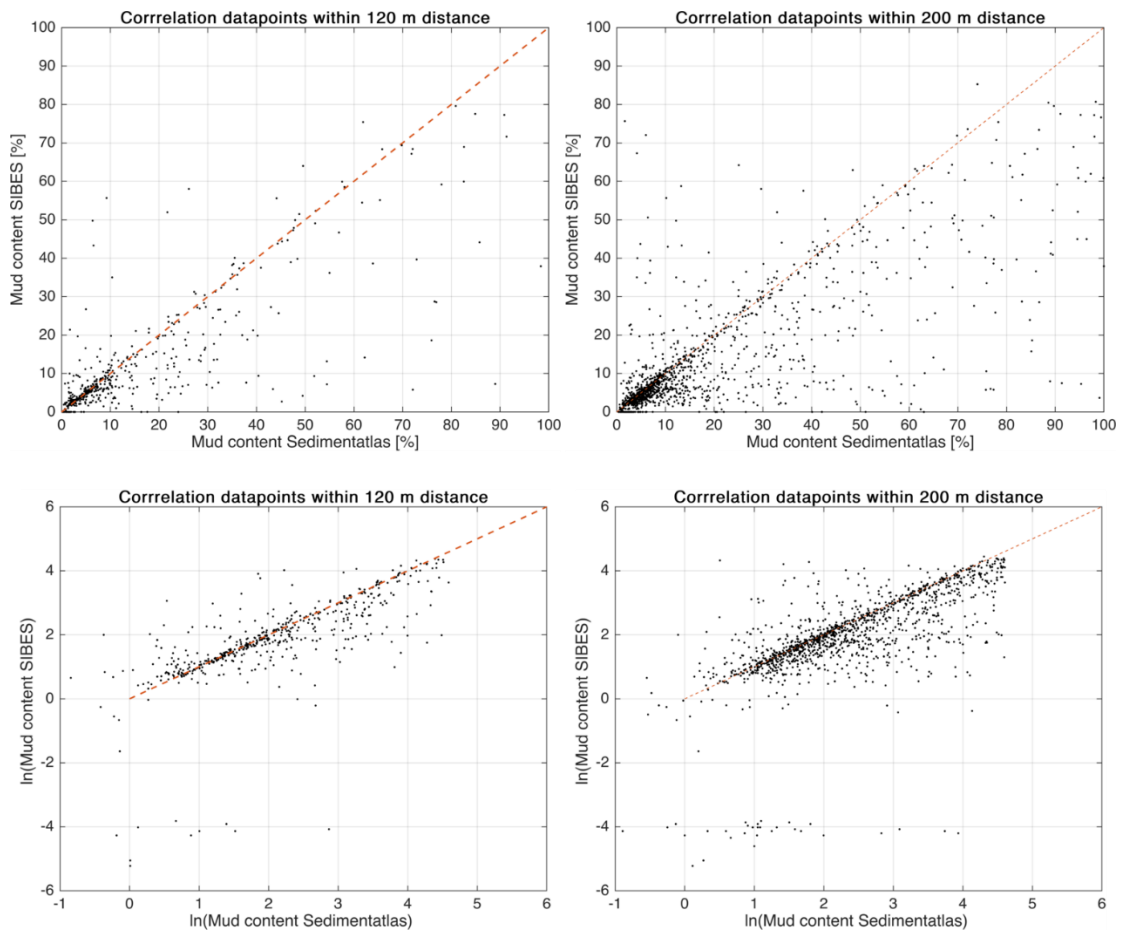 Corrrelation datapoints within 120 m distance
100
90
80
70
60
50
40
30
20
10
0
Mud content SIBES [%]
0 10 20 30 40 50 60 70 80 90 100
Mud content Sedimentatlas [%]
Corrrelation datapoints within 200 m distance
100
90
80
70
60
50
40
30
20
10
0
Mud content SIBES [%]
0 10 20 30 40 50 60 70 80 90 100
Mud content Sedimentatlas [%]
Corrrelation datapoints within 120 m distance
6
4
2
0
-2
-4
-6
ln(Mud content SIBES)
-1 0 1 2 3 4 5 6
ln(Mud content Sedimentatlas)
Corrrelation datapoints within 200 m distance
6
4
2
0
-2
-4
-6
ln(Mud content SIBES)
-1 0 1 2 3 4 5 6
ln(Mud content Sedimentatlas)